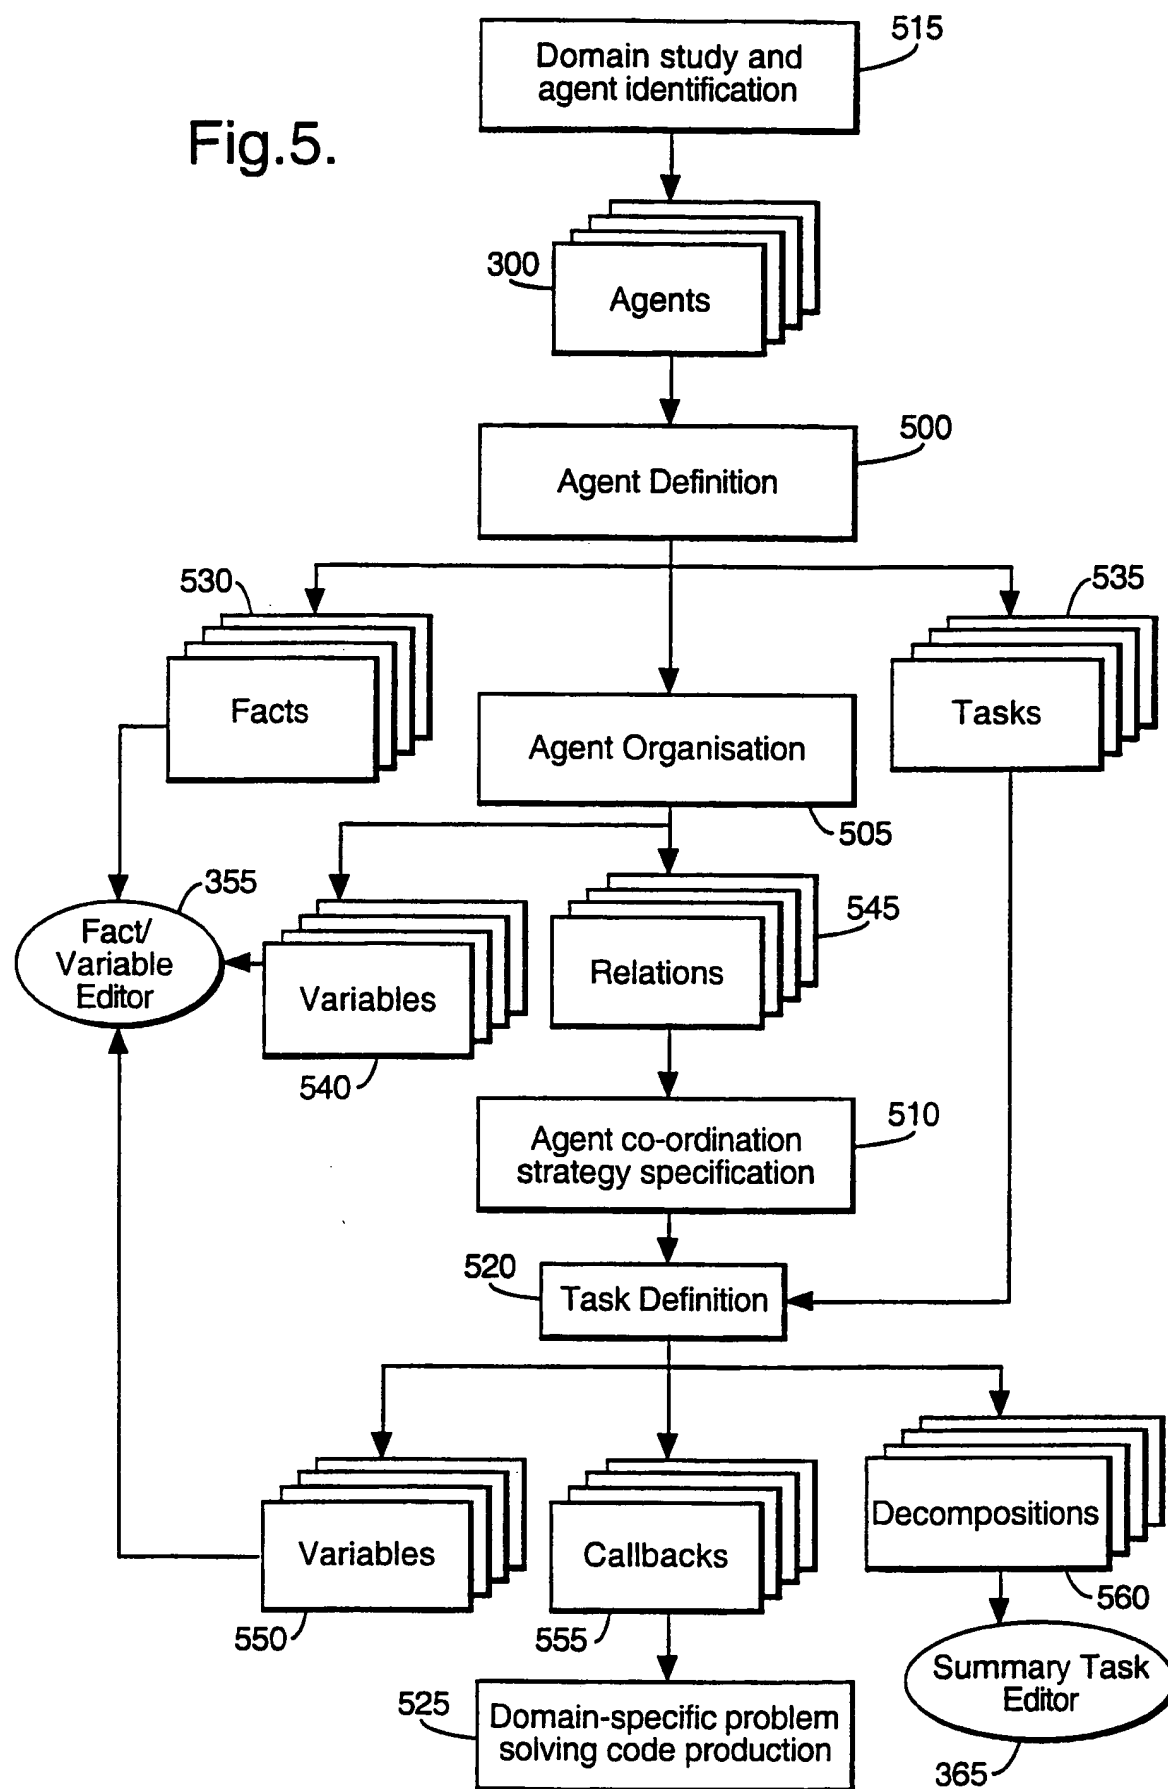 515
Domain study and
agent identification
Fig.5.
300
Agents
500
Agent Definition
530
535
Facts
Tasks
Agent Organisation
505
355
Fact/
Variable
Editor
545
Relations
Variables
540
510
Agent co-ordination
strategy specification
520
Task Definition
Decompositions
Variables
Callbacks
560
550
555
Summary Task
Editor
525
Domain-specific problem
solving code production
365